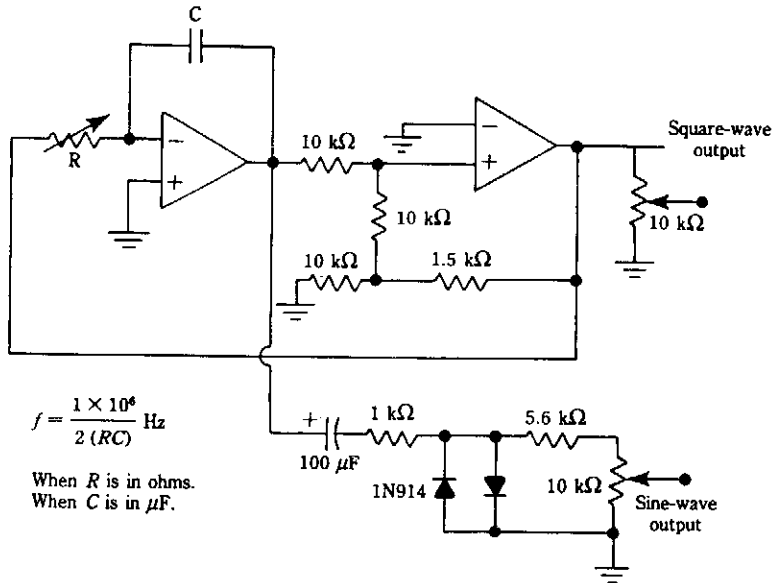 C
R
−
+
10 kΩ
−
+
Square-wave
output
10 kΩ
10 kΩ
10 kΩ
1.5 kΩ
f = 1 × 10⁶ / 2 (RC) Hz
When R is in ohms.
When C is in μF.
+
100 μF
1 kΩ
5.6 kΩ
1N914
10 kΩ
Sine-wave
output